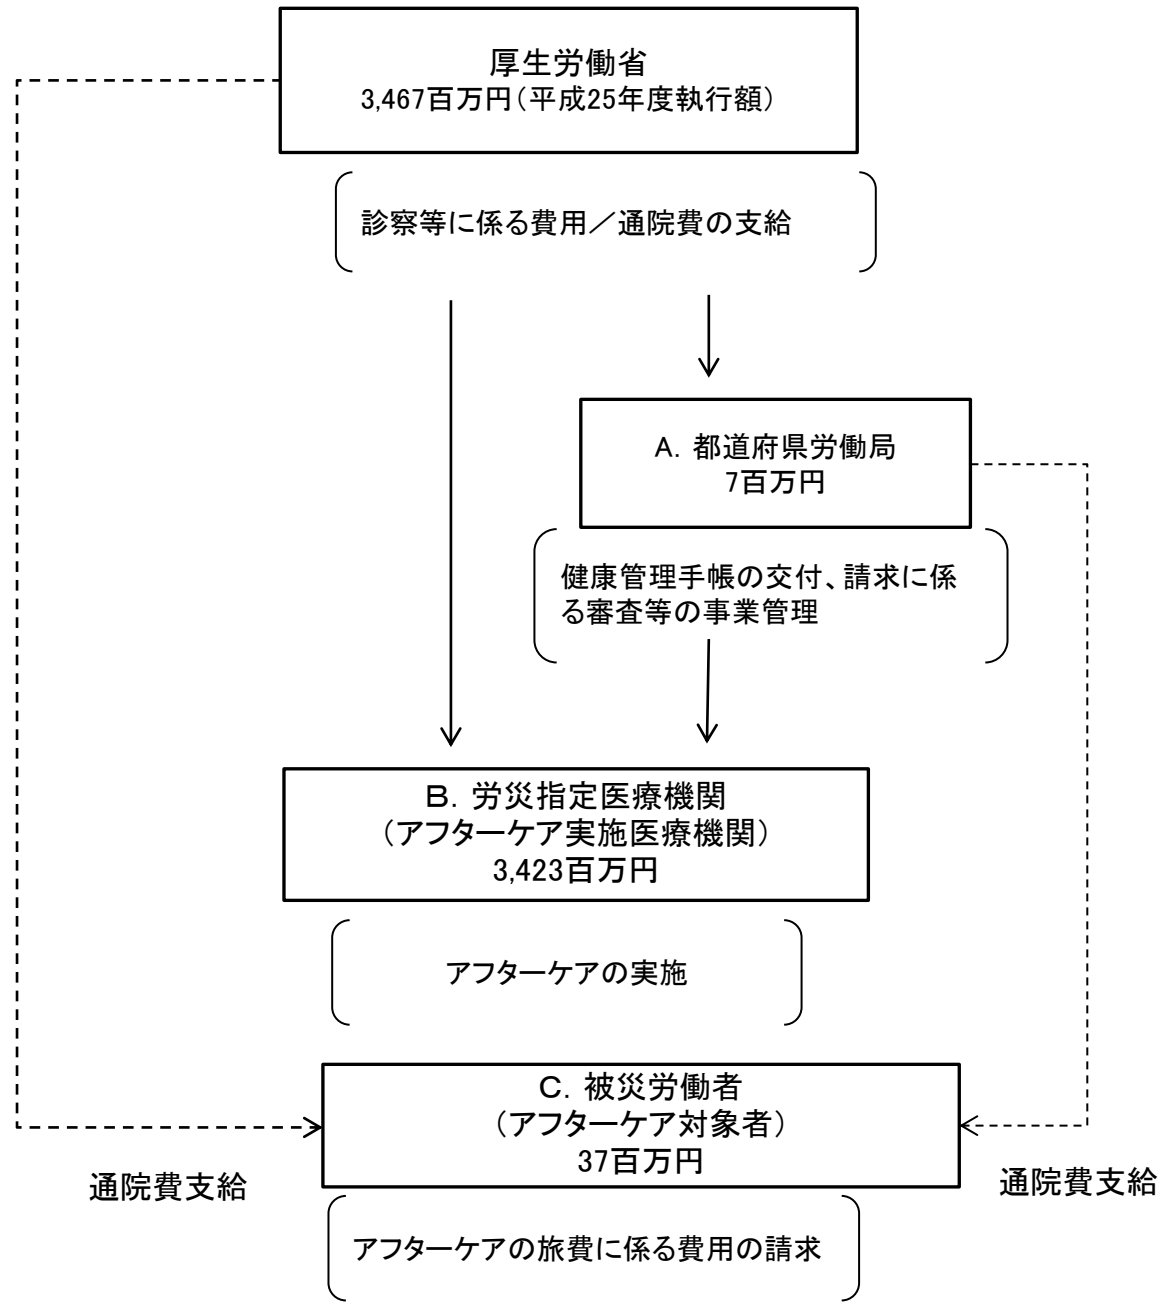 厚生労働省
3,467百万円(平成25年度執行額)
診察等に係る費用／通院費の支給
A．都道府県労働局
7百万円
健康管理手帳の交付、請求に係
る審査等の事業管理
Ｂ．労災指定医療機関
（アフターケア実施医療機関）
3,423百万円
アフターケアの実施
Ｃ．被災労働者
（アフターケア対象者）
37百万円
通院費支給
通院費支給
アフターケアの旅費に係る費用の請求